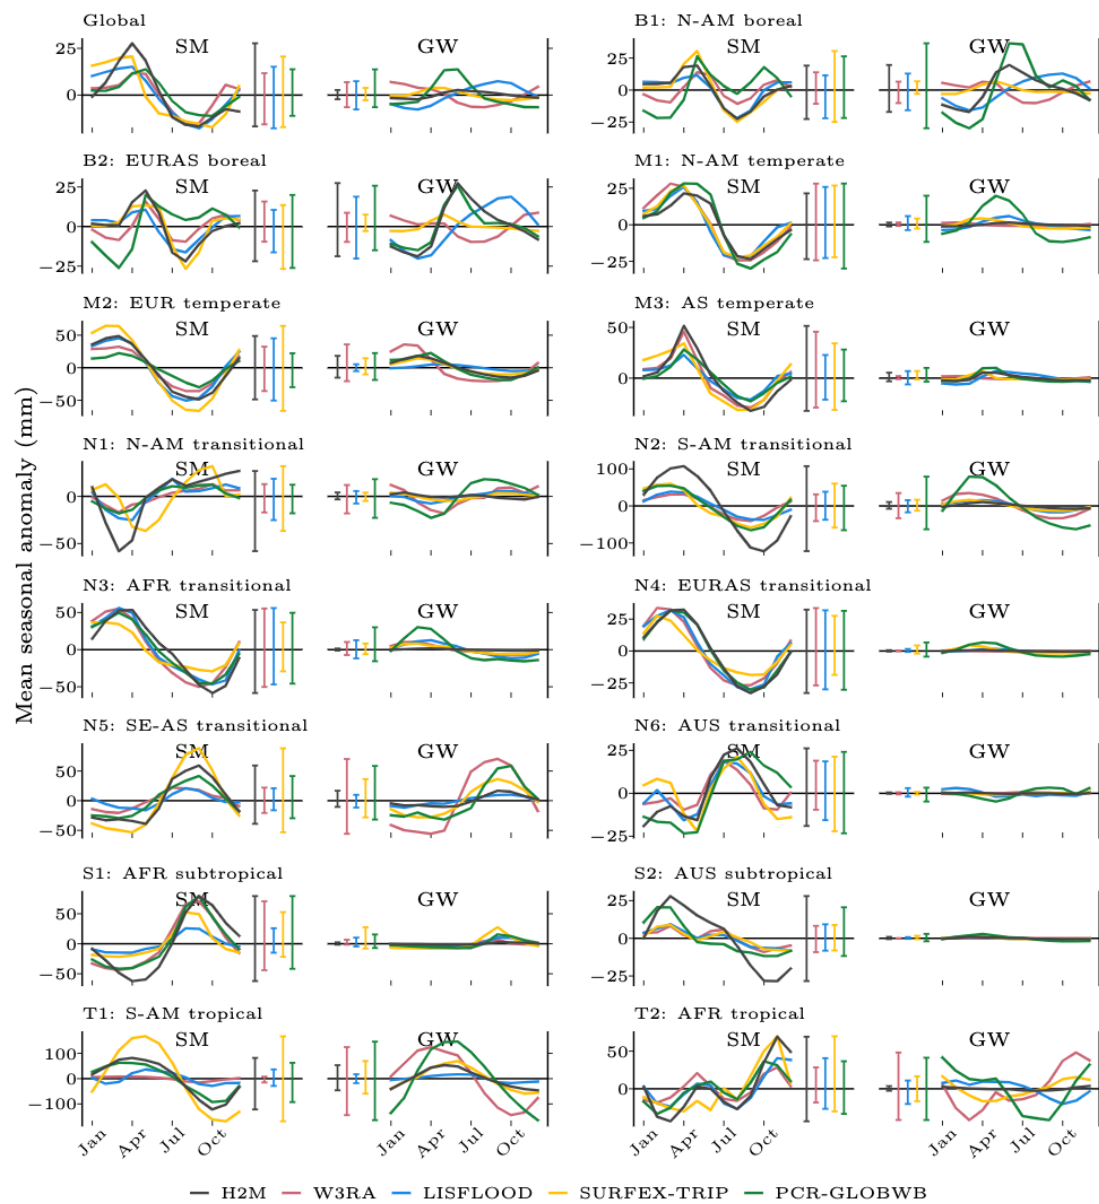 Mean seasonal anomaly (mm)
Global
SM
GW
25
0
B1: N-AM boreal
SM
GW
25
0
−25
B2: EURAS boreal
SM
GW
25
0
−25
M1: N-AM temperate
SM
GW
25
0
−25
M2: EUR temperate
SM
GW
50
0
−50
M3: AS temperate
SM
GW
50
0
N1: N-AM transitional
SM
GW
0
−50
N2: S-AM transitional
SM
GW
100
0
−100
N3: AFR transitional
SM
GW
50
0
−50
N4: EURAS transitional
SM
GW
25
0
−25
N5: SE-AS transitional
SM
GW
50
0
−50
N6: AUS transitional
SM
GW
25
0
−25
S1: AFR subtropical
SM
GW
50
0
−50
S2: AUS subtropical
SM
GW
25
0
−25
T1: S-AM tropical
SM
GW
100
0
−100
Jan Apr Jul Oct
Jan Apr Jul Oct
T2: AFR tropical
SM
GW
50
0
Jan Apr Jul Oct
Jan Apr Jul Oct
H2M W3RA LISFLOOD SURFEX-TRIP PCR-GLOBWB